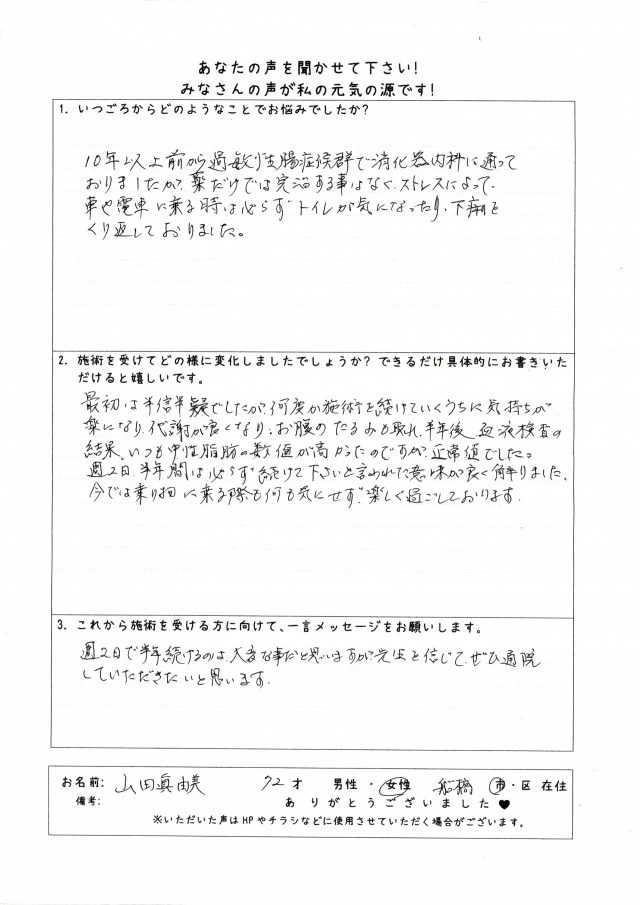 あなたの声を聞かせて下さい!
みなさんの声が私の元気の源です!
1. いつごろからどのようなことでお悩みでしたか?
10年以上前から過敏性腸症候群で消化器内科に通って
おりましたが、薬だけでは完治する事はなく、ストレスによって、
車や電車に乗る時は必らずトイレが気になったり、下痢を
くり返しておりました。
2. 施術を受けてどの様に変化しましたでしょうか? できるだけ具体的にお書きいた
だけると嬉しいです。
最初は半信半疑でしたが、何度か施術を続けていくうちに気持ちが
楽になり、代謝が良くなり、お腹のたるみも取れ、半年後、血液検査の
結果、いつも中性脂肪の数値が高かったのですが、正常値でした。
週2日、半年間は必らず続けて下さいと言われた意味が良く解りました。
今では乗り物に乗る際も何も気にせず、楽しく過ごしております。
3. これから施術を受ける方に向けて、一言メッセージをお願いします。
週2日で半年続けるのは、大変な事だと思いますが、先生を信じて、ぜひ通院
していただきたいと思います。
お名前: 山田眞由美 72才 男性・女性 船橋 市・区 在住
備考: ありがとうございました♥
※いただいた声はHPやチラシなどに使用させていただく場合がございます。